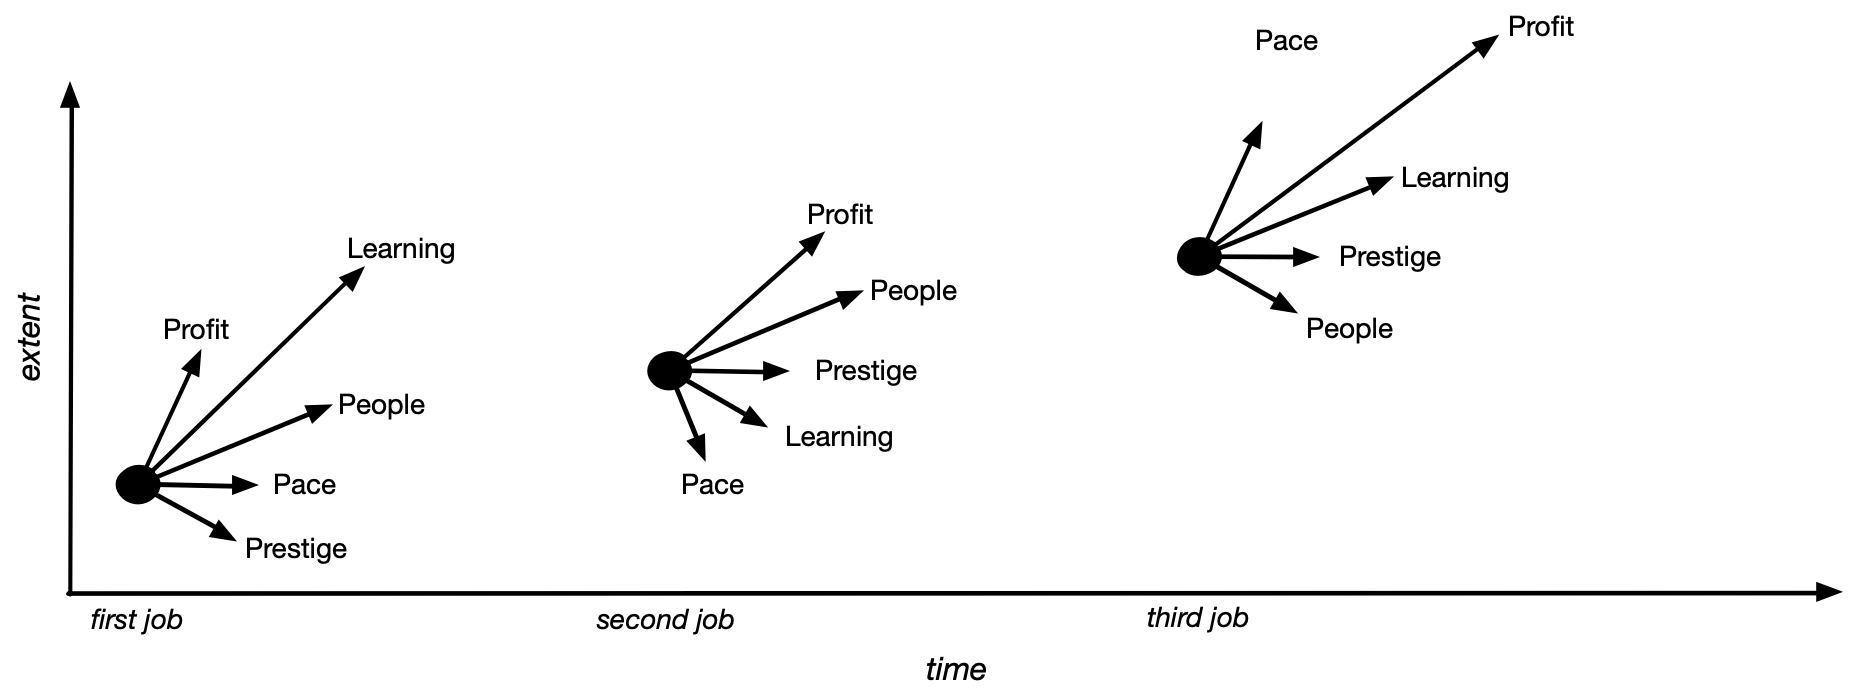 extent
Learning
Profit
People
Pace
Prestige
Profit
People
Prestige
Learning
Pace
Pace
Profit
Learning
Prestige
People
first job
second job
third job
time